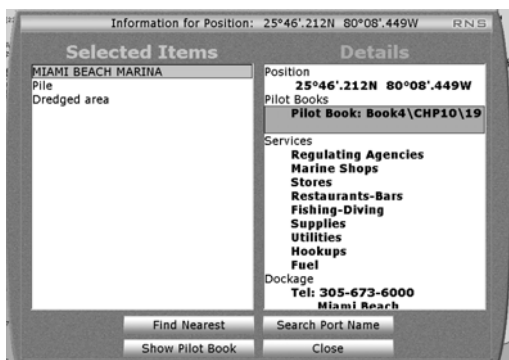 Information for Position: 25°46'.212N 80°08'.449W RNS
Selected Items
MIAMI BEACH MARINA
Pile
Dredged area
Details
Position
25°46'.212N 80°08'.449W
Pilot Books
Pilot Book: Book4\CHP10\19
Services
Regulating Agencies
Marine Shops
Stores
Restaurants-Bars
Fishing-Diving
Supplies
Utilities
Hookups
Fuel
Dockage
Tel: 305-673-6000
Miami Beach
Find Nearest
Search Port Name
Show Pilot Book
Close